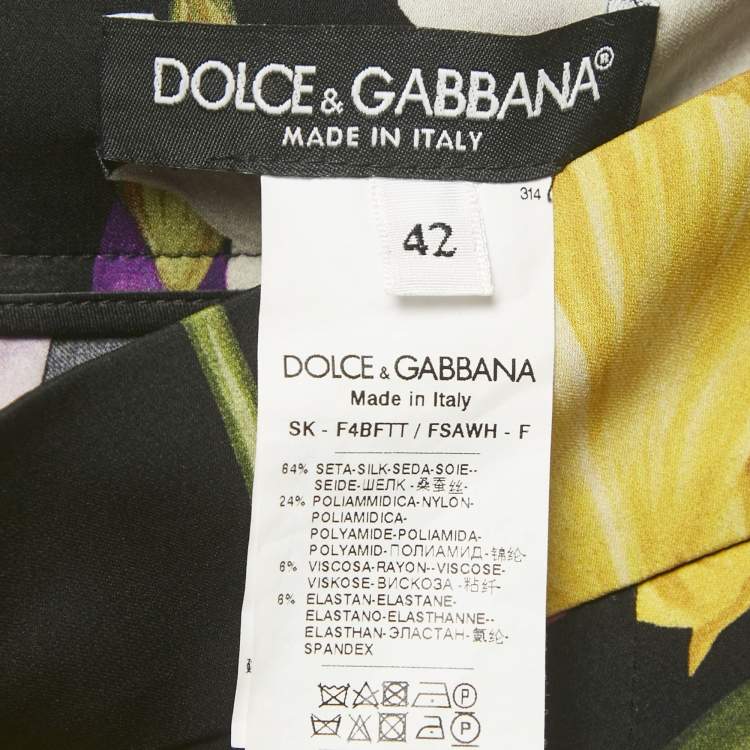 DOLCE & GABBANA®
MADE IN ITALY
314
42
DOLCE & GABBANA
Made in Italy
SK - F4BFTT / FSAWH - F
64% SETA-SILK-SEDA-SOIE--
SEIDE-ШЕЛК-桑蚕丝-
24% POLIAMMIDICA-NYLON-
POLIAMIDICA-
POLYAMIDE-POLIAMIDA-
POLYAMID-ПОЛИАМИД-锦纶-
6% VISCOSA-RAYON--VISCOSE-
VISKOSE-ВИСКОЗА-粘纤-
6% ELASTAN-ELASTANE-
ELASTANO-ELASTHANNE--
ELASTHAN-ЭЛАСТАН-氨纶-
SPANDEX
P
P